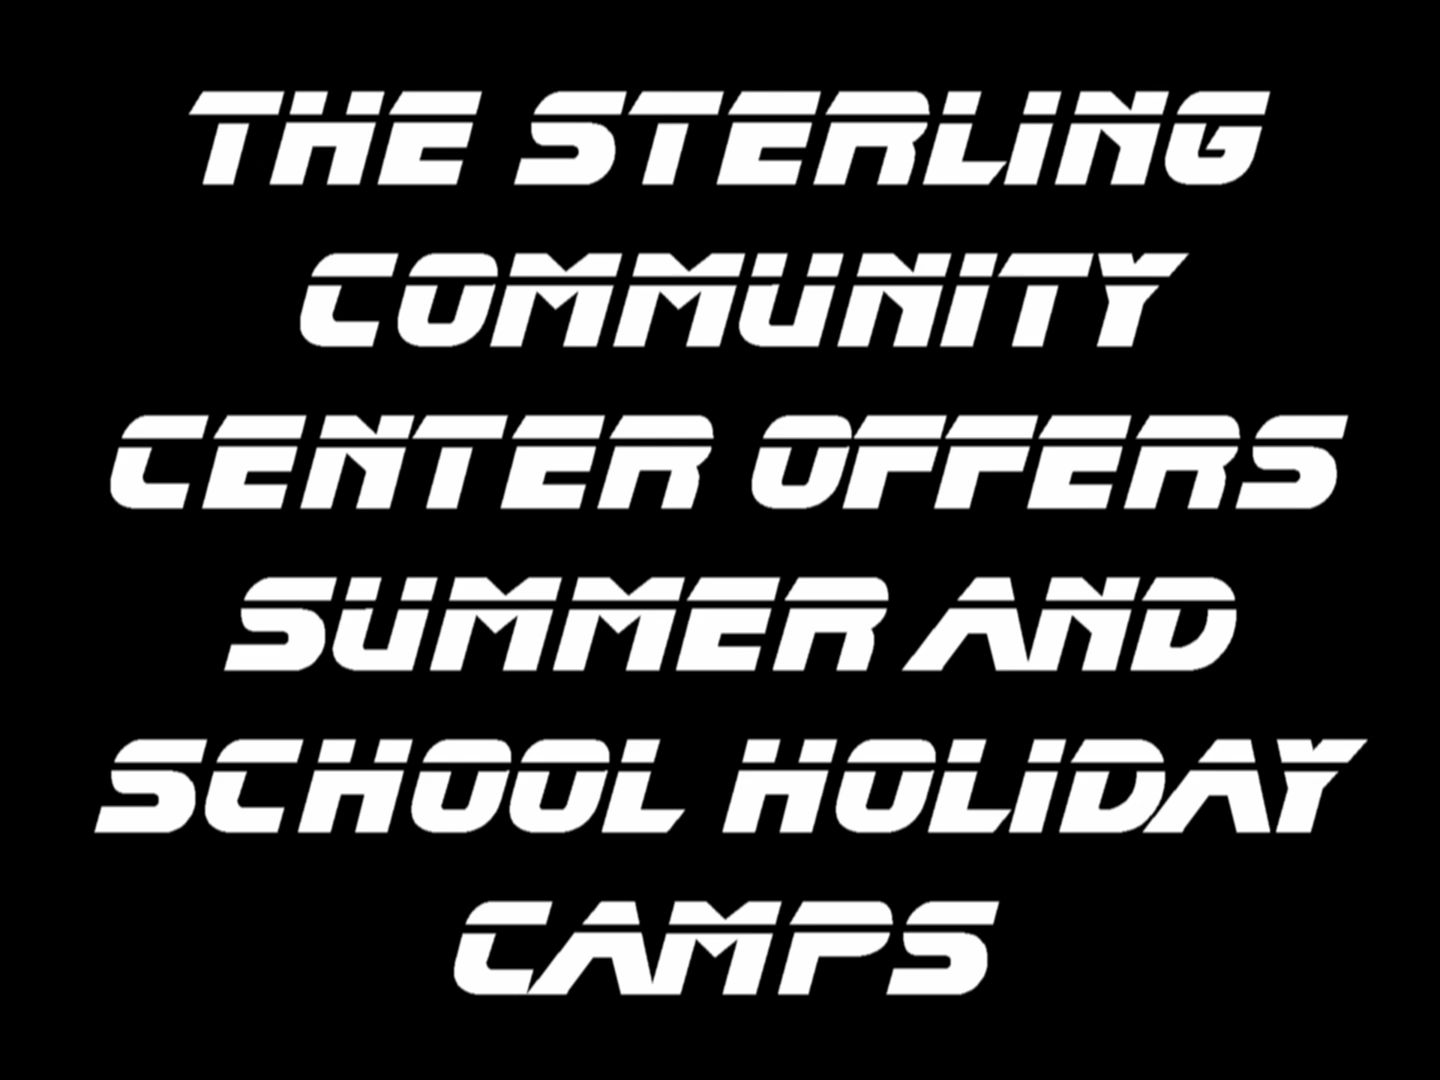 THE STERLING
COMMUNITY
CENTER OFFERS
SUMMER AND
SCHOOL HOLIDAY
CAMPS